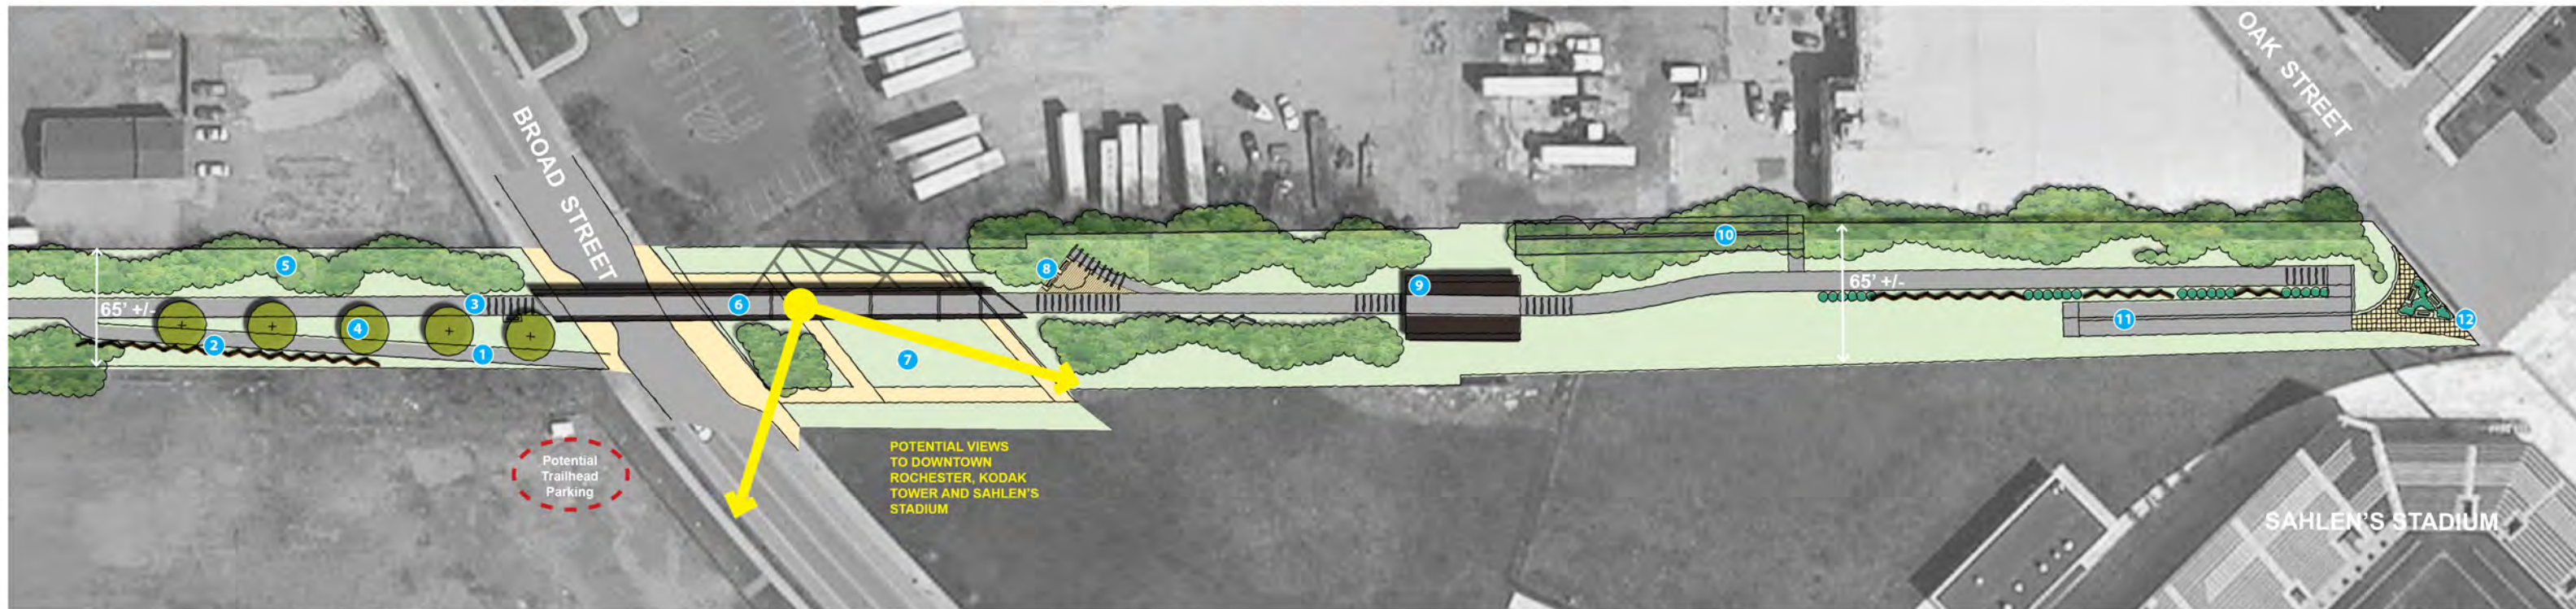 OAK STREET
BROAD STREET
5
8
10
9
3
65' +/-
6
65' +/-
4
2
1
7
11
12
POTENTIAL VIEWS
TO DOWNTOWN
ROCHESTER, KODAK
TOWER AND SAHLEN'S
STADIUM
Potential
Trailhead
Parking
SAHLEN'S STADIUM